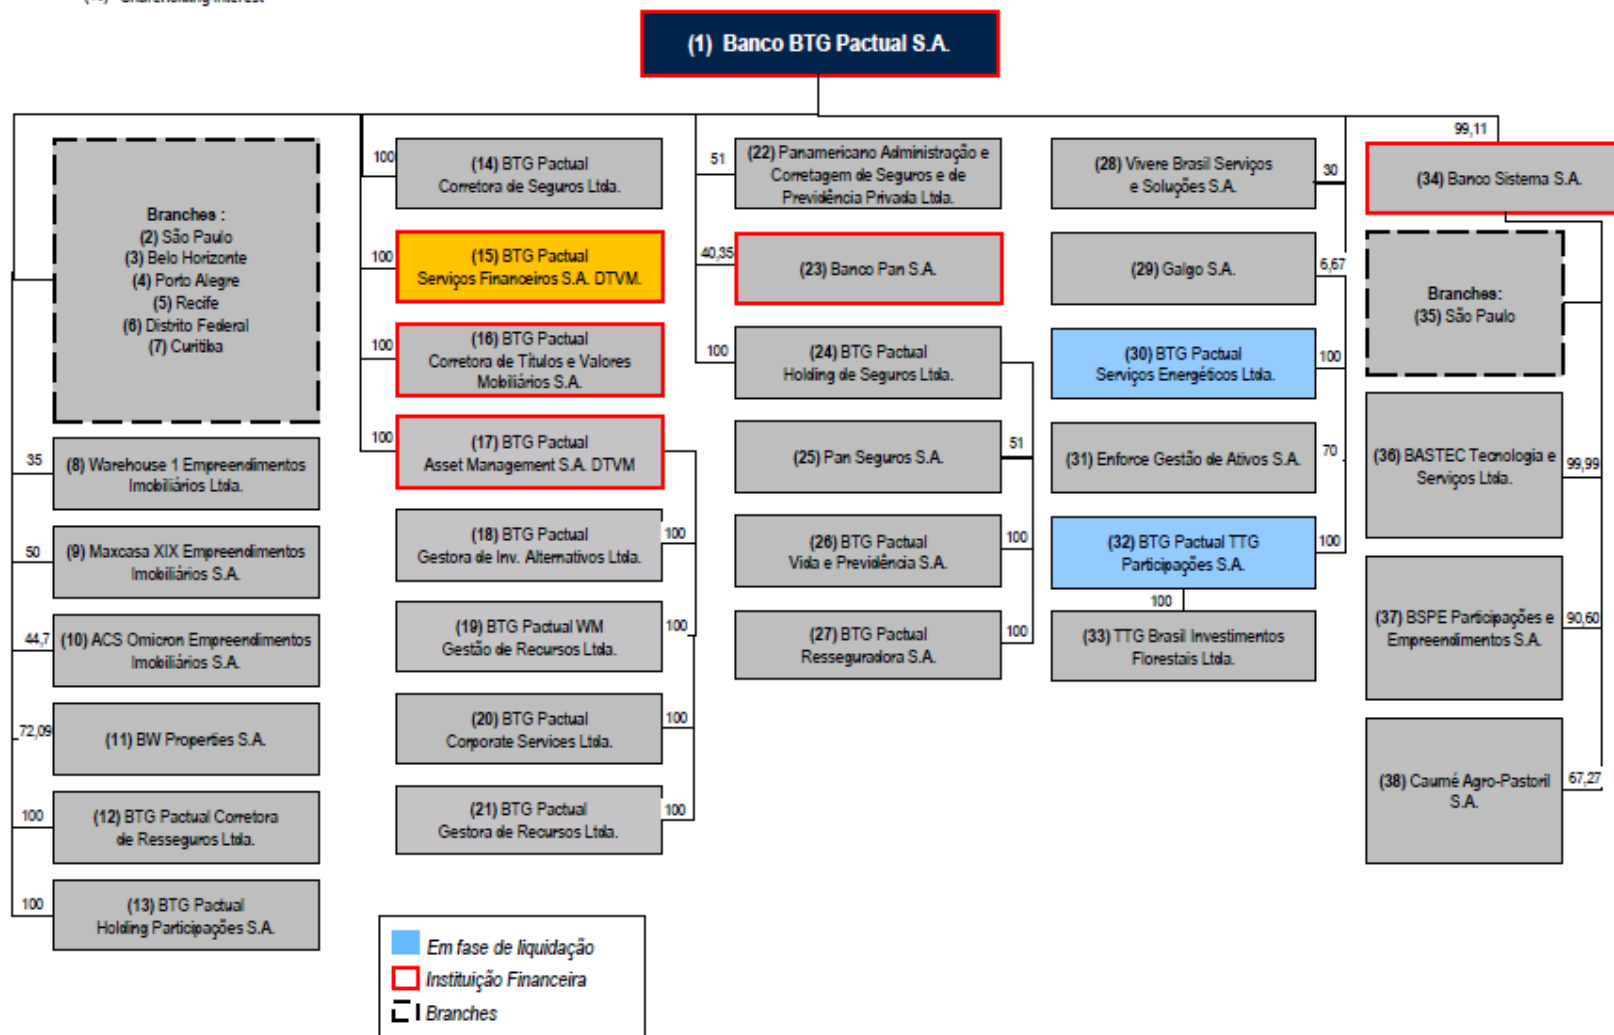 Shareholding interest
(1) Banco BTG Pactual S.A.
Branches :
(2) São Paulo
(3) Belo Horizonte
(4) Porto Alegre
(5) Recife
(6) Distrito Federal
(7) Curitiba
35
(8) Warehouse 1 Empreendimentos
Imobiliários Ltda.
50
(9) Maxcasa XIX Empreendimentos
Imobiliários S.A.
44,7
(10) ACS Omicron Empreendimentos
Imobiliários S.A.
72,09
(11) BW Properties S.A.
100
(12) BTG Pactual Corretora
de Resseguros Ltda.
100
(13) BTG Pactual
Holding Participações S.A.
100
(14) BTG Pactual
Corretora de Seguros Ltda.
100
(15) BTG Pactual
Serviços Financeiros S.A. DTVM.
100
(16) BTG Pactual
Corretora de Títulos e Valores
Mobiliários S.A.
100
(17) BTG Pactual
Asset Management S.A. DTVM
(18) BTG Pactual
Gestora de Inv. Alternativos Ltda.
100
(19) BTG Pactual WM
Gestão de Recursos Ltda.
100
(20) BTG Pactual
Corporate Services Ltda.
100
(21) BTG Pactual
Gestora de Recursos Ltda.
100
51
(22) Panamericano Administração e
Corretagem de Seguros e de
Previdência Privada Ltda.
40,35
(23) Banco Pan S.A.
100
(24) BTG Pactual
Holding de Seguros Ltda.
(25) Pan Seguros S.A.
51
(26) BTG Pactual
Vida e Previdência S.A.
100
(27) BTG Pactual
Resseguradora S.A.
100
(28) Vivere Brasil Serviços
e Soluções S.A.
30
(29) Galgo S.A.
6,67
(30) BTG Pactual
Serviços Energéticos Ltda.
100
(31) Enforce Gestão de Ativos S.A.
70
(32) BTG Pactual TTG
Participações S.A.
100
100
(33) TTG Brasil Investimentos
Florestais Ltda.
99,11
(34) Banco Sistema S.A.
Branches:
(35) São Paulo
(36) BASTEC Tecnologia e
Serviços Ltda.
99,99
(37) BSPE Participações e
Empreendimentos S.A.
90,60
(38) Caumé Agro-Pastoril
S.A.
67,27
Em fase de liquidação
Instituição Financeira
Branches